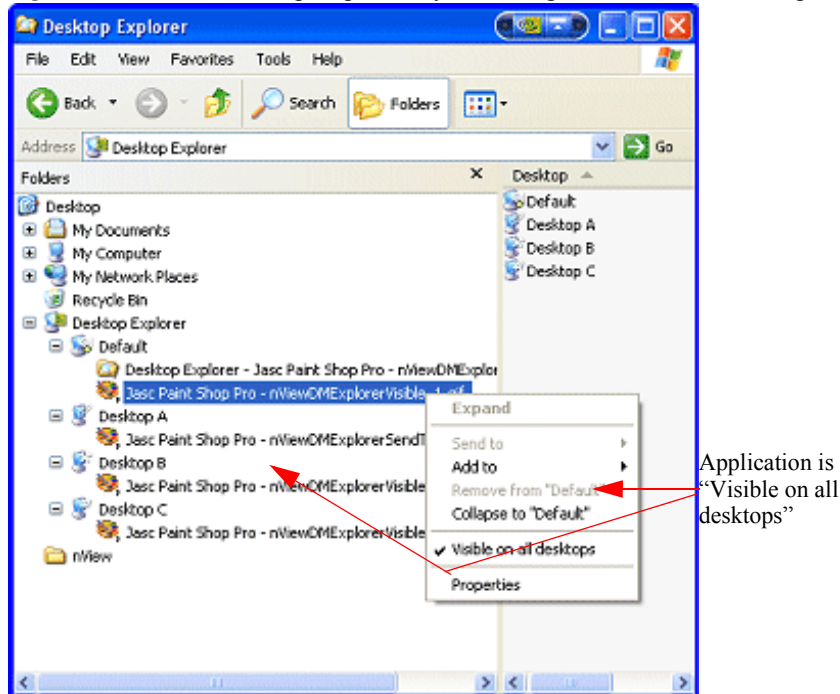 Desktop Explorer
File Edit View Favorites Tools Help
Back Search Folders
Address Desktop Explorer Go
Folders x Desktop
Desktop
My Documents
My Computer
My Network Places
Recycle Bin
Desktop Explorer
Default
Desktop Explorer - Jasc Paint Shop Pro - nViewDMExplor
Jasc Paint Shop Pro - nViewDMExplorerVisible_1.gif
Desktop A
Jasc Paint Shop Pro - nViewDMExplorerSendT
Desktop B
Jasc Paint Shop Pro - nViewDMExplorerVisible
Desktop C
Jasc Paint Shop Pro - nViewDMExplorerVisible
nView
Default
Desktop A
Desktop B
Desktop C
Expand
Send to
Add to
Remove from "Default"
Collapse to "Default"
Visible on all desktops
Properties
Application is
“Visible on all
desktops”